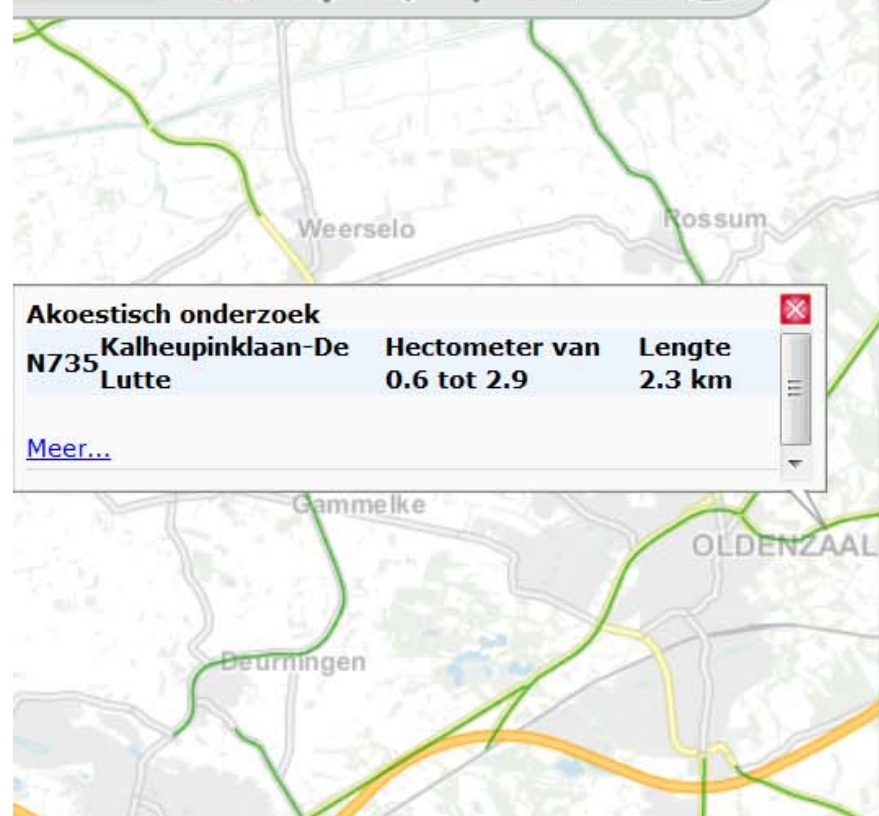 Weerselo
Rossum
Akoestisch onderzoek
N735 Kalheupinklaan-De Lutte Hectometer van 0.6 tot 2.9 Lengte 2.3 km
Meer...
Gammelke
OLDENZAAL
Deurningen